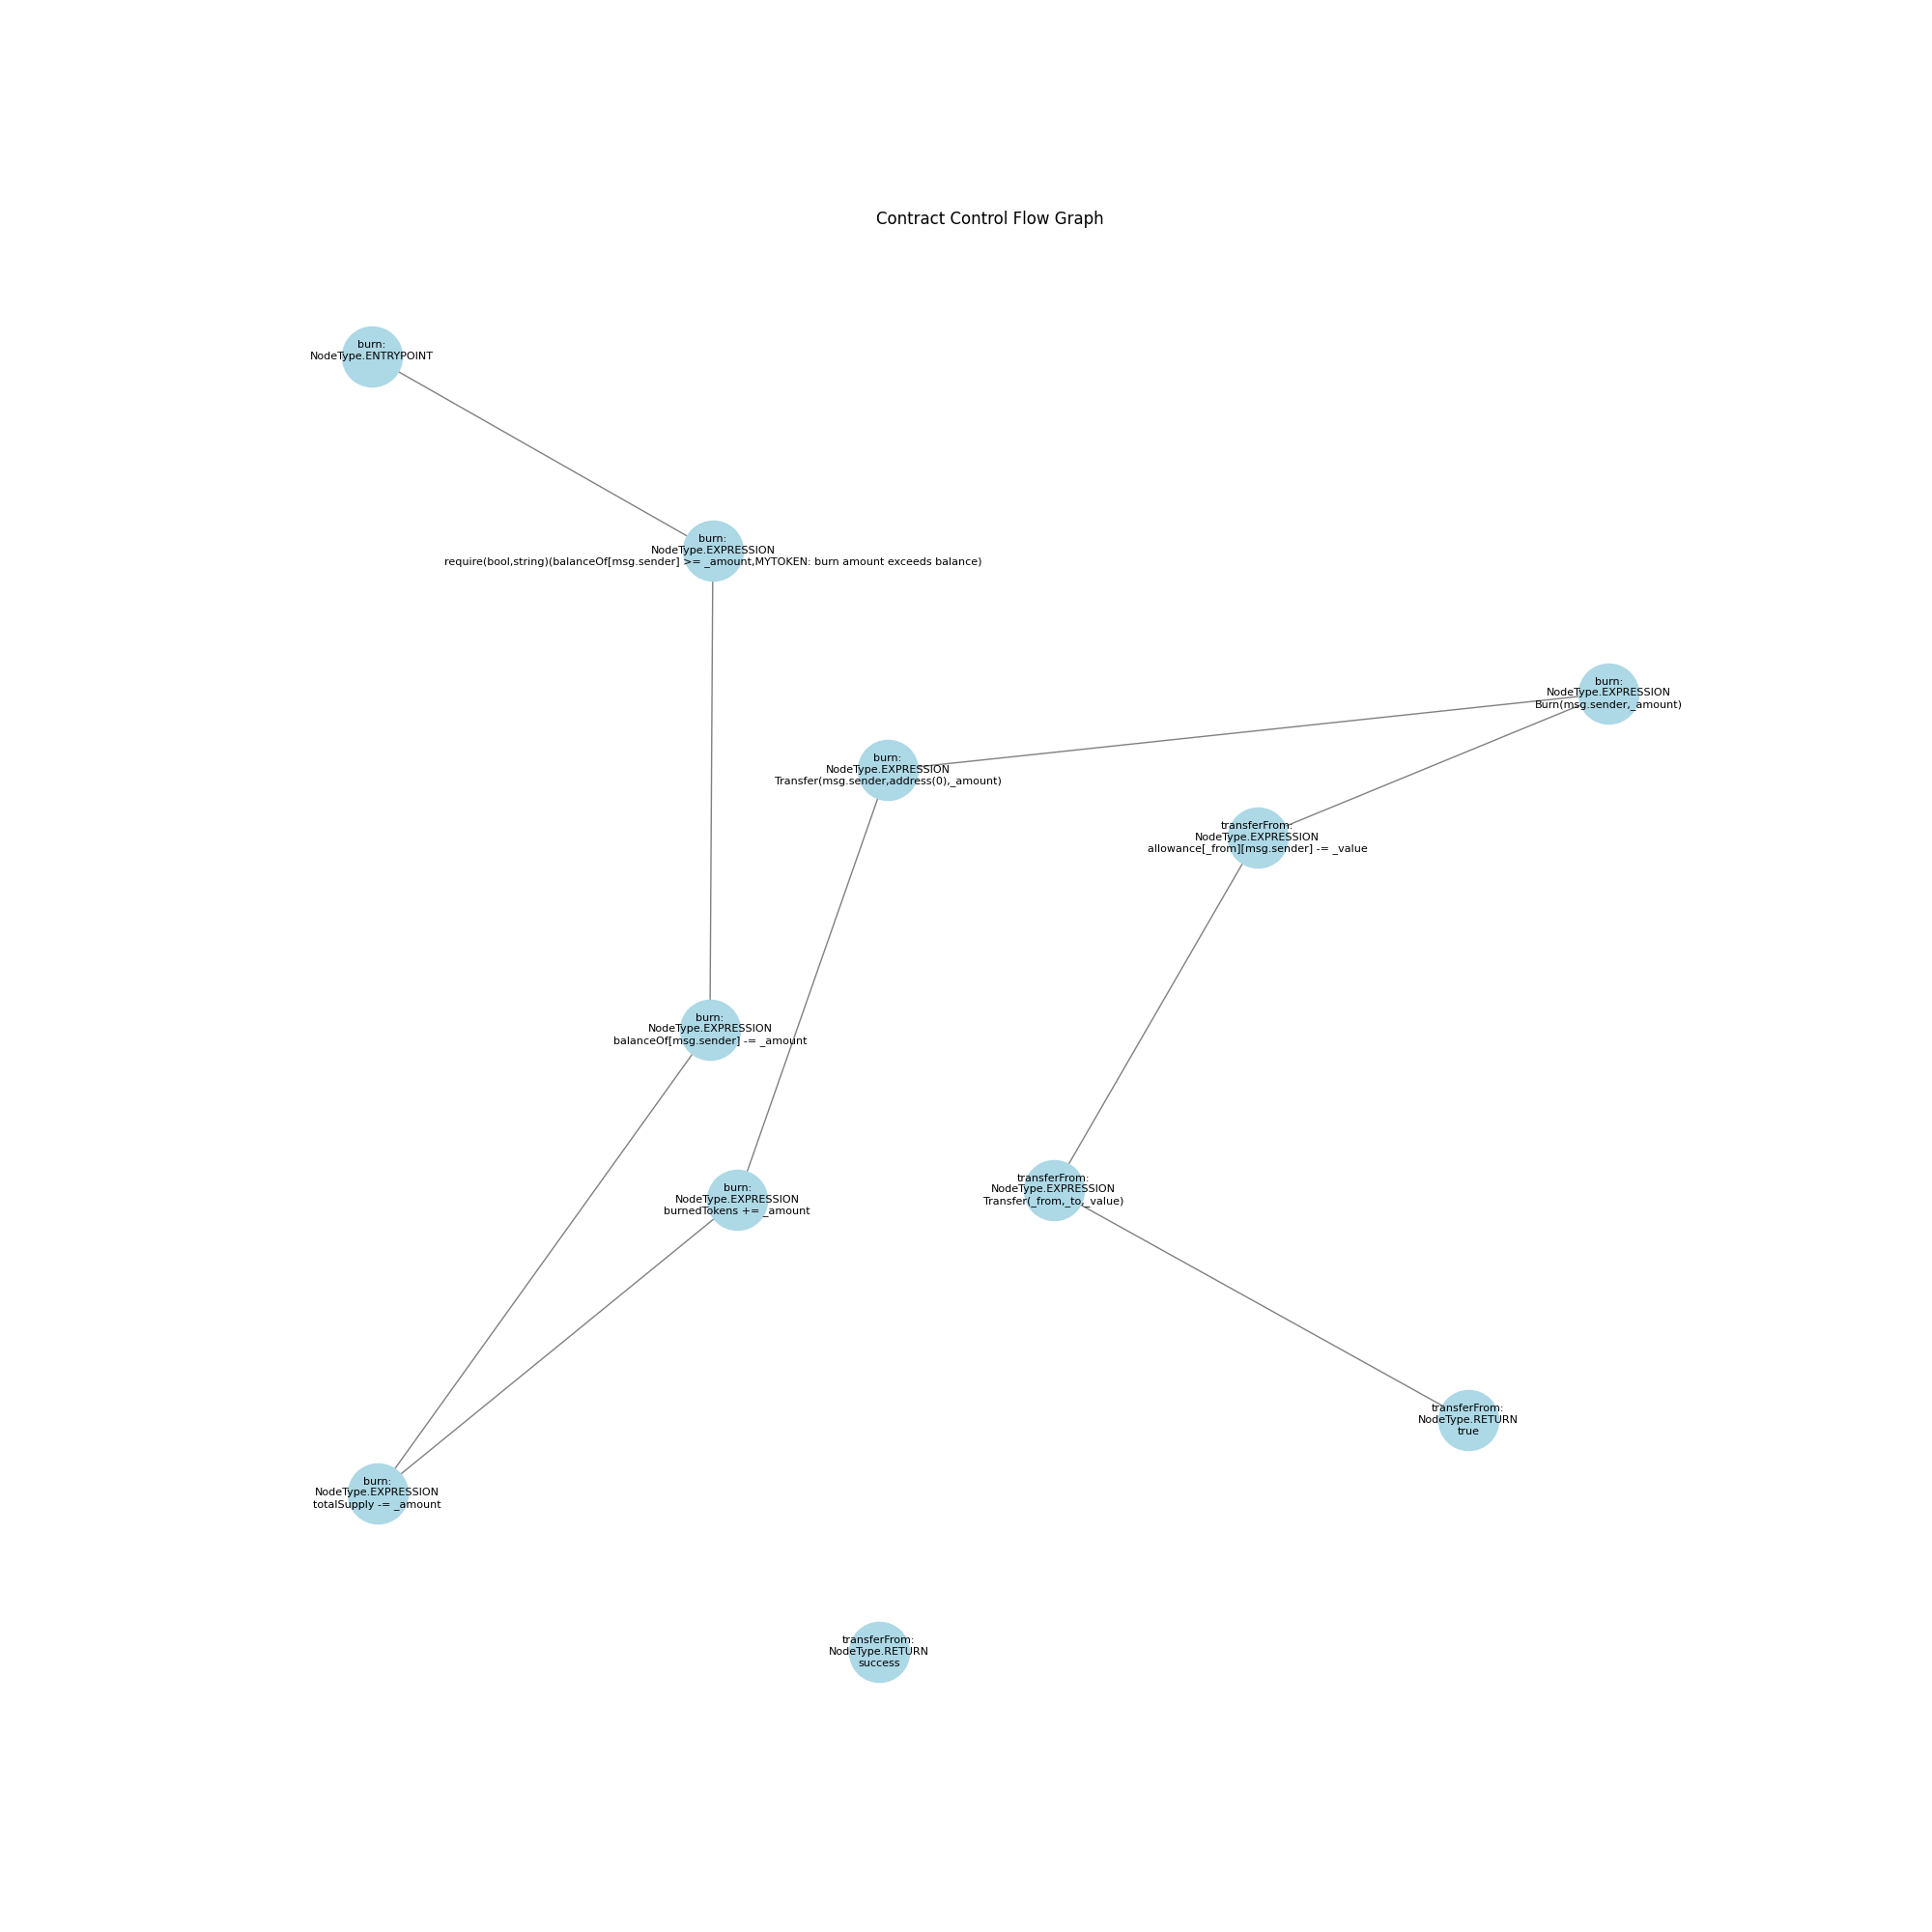 Contract Control Flow Graph
burn:
NodeType.ENTRYPOINT
burn:
NodeType.EXPRESSION
require(bool,string)(balanceOf[msg.sender] >= _amount,MYTOKEN: burn amount exceeds balance)
burn:
NodeType.EXPRESSION
Burn(msg.sender,_amount)
burn:
NodeType.EXPRESSION
Transfer(msg.sender,address(0),_amount)
transferFrom:
NodeType.EXPRESSION
allowance[_from][msg.sender] -= _value
burn:
NodeType.EXPRESSION
balanceOf[msg.sender] -= _amount
transferFrom:
NodeType.EXPRESSION
Transfer(_from,_to,_value)
burn:
NodeType.EXPRESSION
burnedTokens += _amount
transferFrom:
NodeType.RETURN
true
burn:
NodeType.EXPRESSION
totalSupply -= _amount
transferFrom:
NodeType.RETURN
success